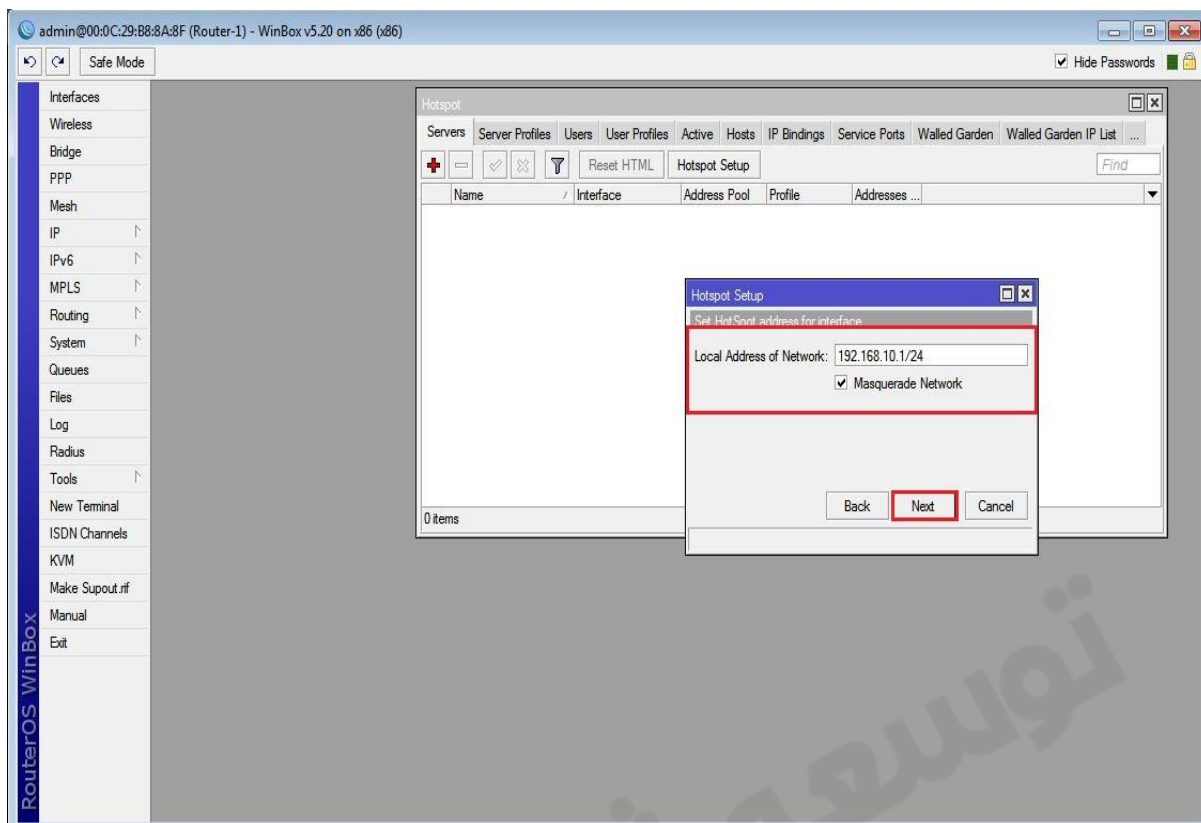 admin@00:0C:29:B8:8A:8F (Router-1) - WinBox v5.20 on x86 (x86)
Safe Mode
Hide Passwords
Interfaces
Wireless
Bridge
PPP
Mesh
IP
IPv6
MPLS
Routing
System
Queues
Files
Log
Radius
Tools
New Terminal
ISDN Channels
KVM
Make Supout.rif
Manual
Exit
RouterOS WinBox
Hotspot
Servers Server Profiles Users User Profiles Active Hosts IP Bindings Service Ports Walled Garden Walled Garden IP List ...
Reset HTML Hotspot Setup Find
Name / Interface Address Pool Profile Addresses ...
0 items
Hotspot Setup
Set HotSpot address for interface
Local Address of Network: 192.168.10.1/24
Masquerade Network
Back Next Cancel
توسعه